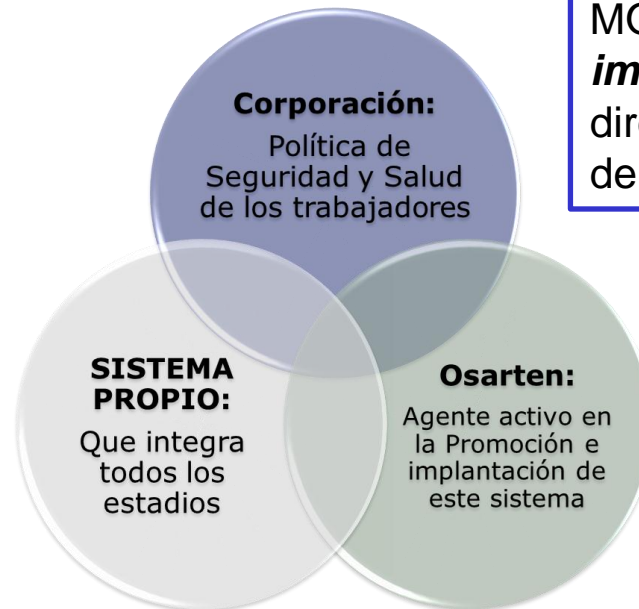 Corporación:
Política de
Seguridad y Salud
de los trabajadores
SISTEMA
PROPIO:
Que integra
todos los
estadios
Osarten:
Agente activo en
la Promoción e
implantación de
este sistema